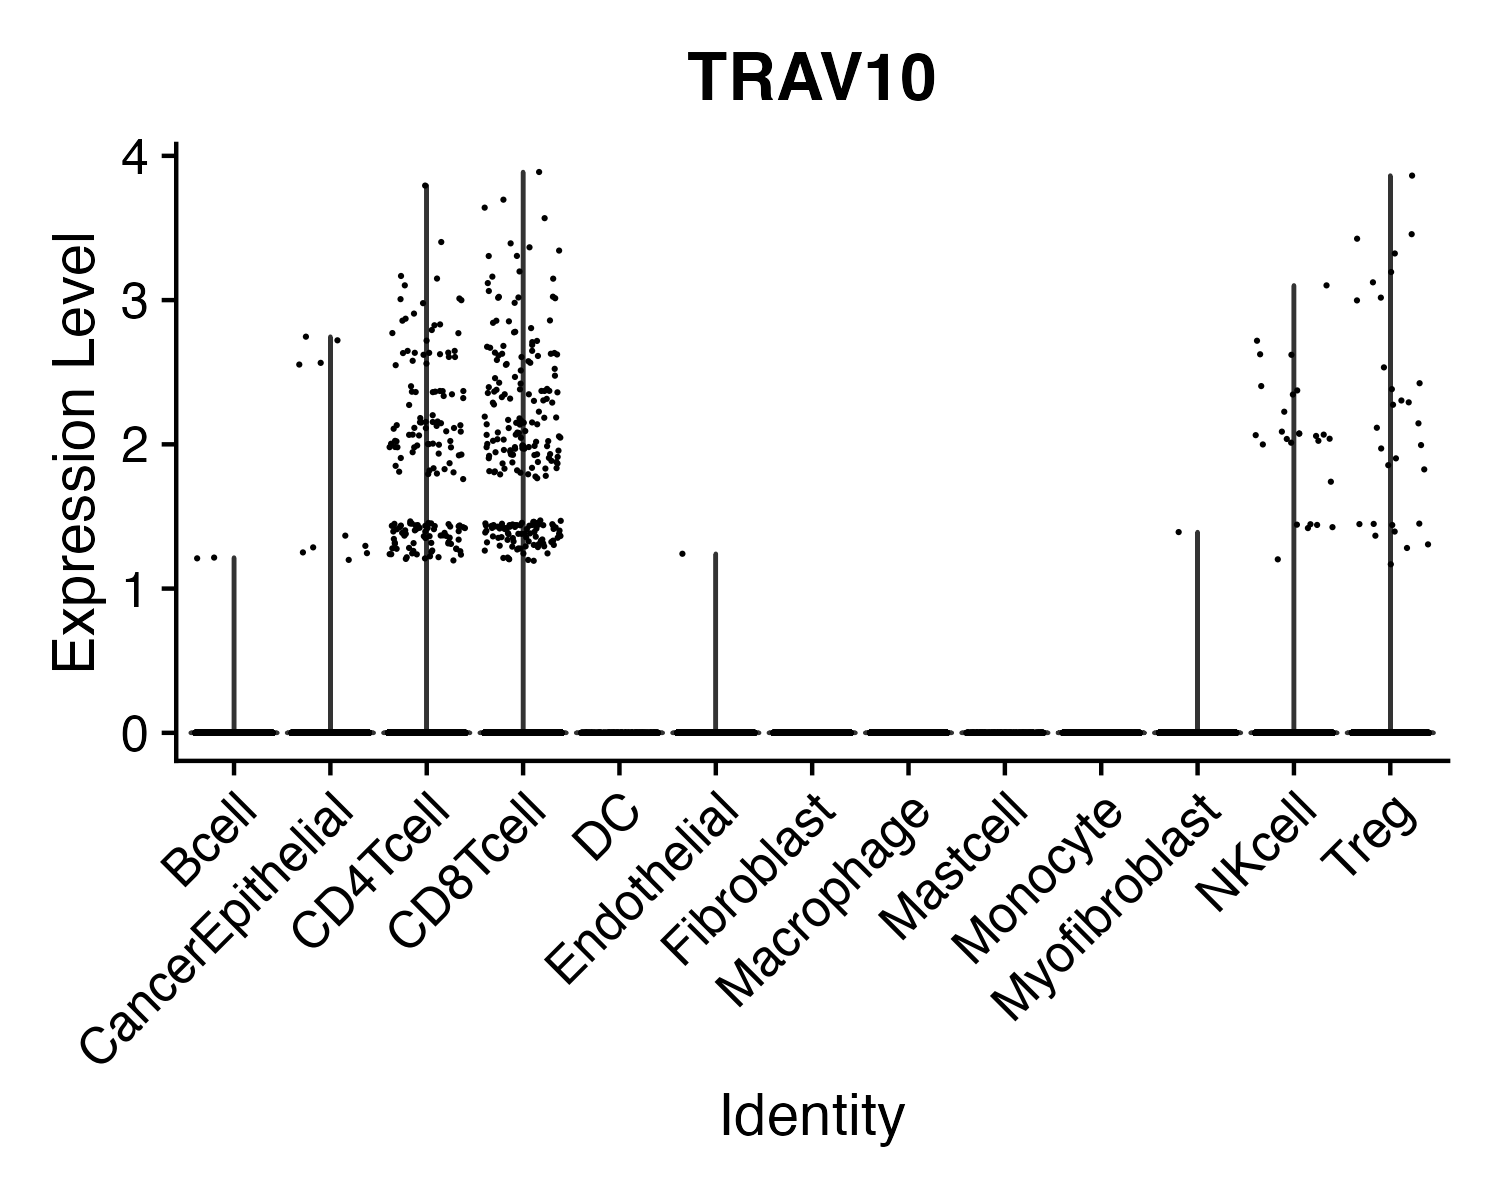 TRAV10
Expression Level
4
3
2
1
0
Bcell
CancerEpithelial
CD4Tcell
CD8Tcell
DC
Endothelial
Fibroblast
Macrophage
Mastcell
Monocyte
Myofibroblast
NKcell
Treg
Identity